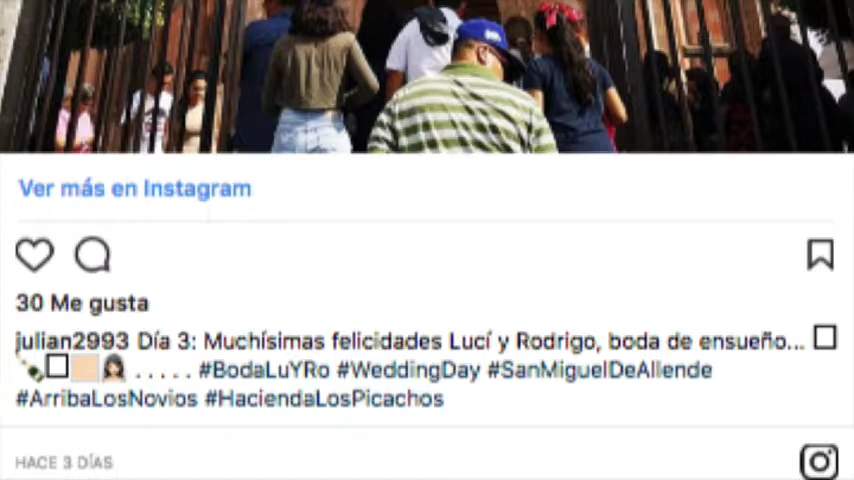 Ver más en Instagram
30 Me gusta
julian2993 Día 3: Muchísimas felicidades Lucí y Rodrigo, boda de ensueño...
. . . . . #BodaLuYRo #WeddingDay #SanMiguelDeAllende
#ArribaLosNovios #HaciendaLosPicachos
HACE 3 DÍAS